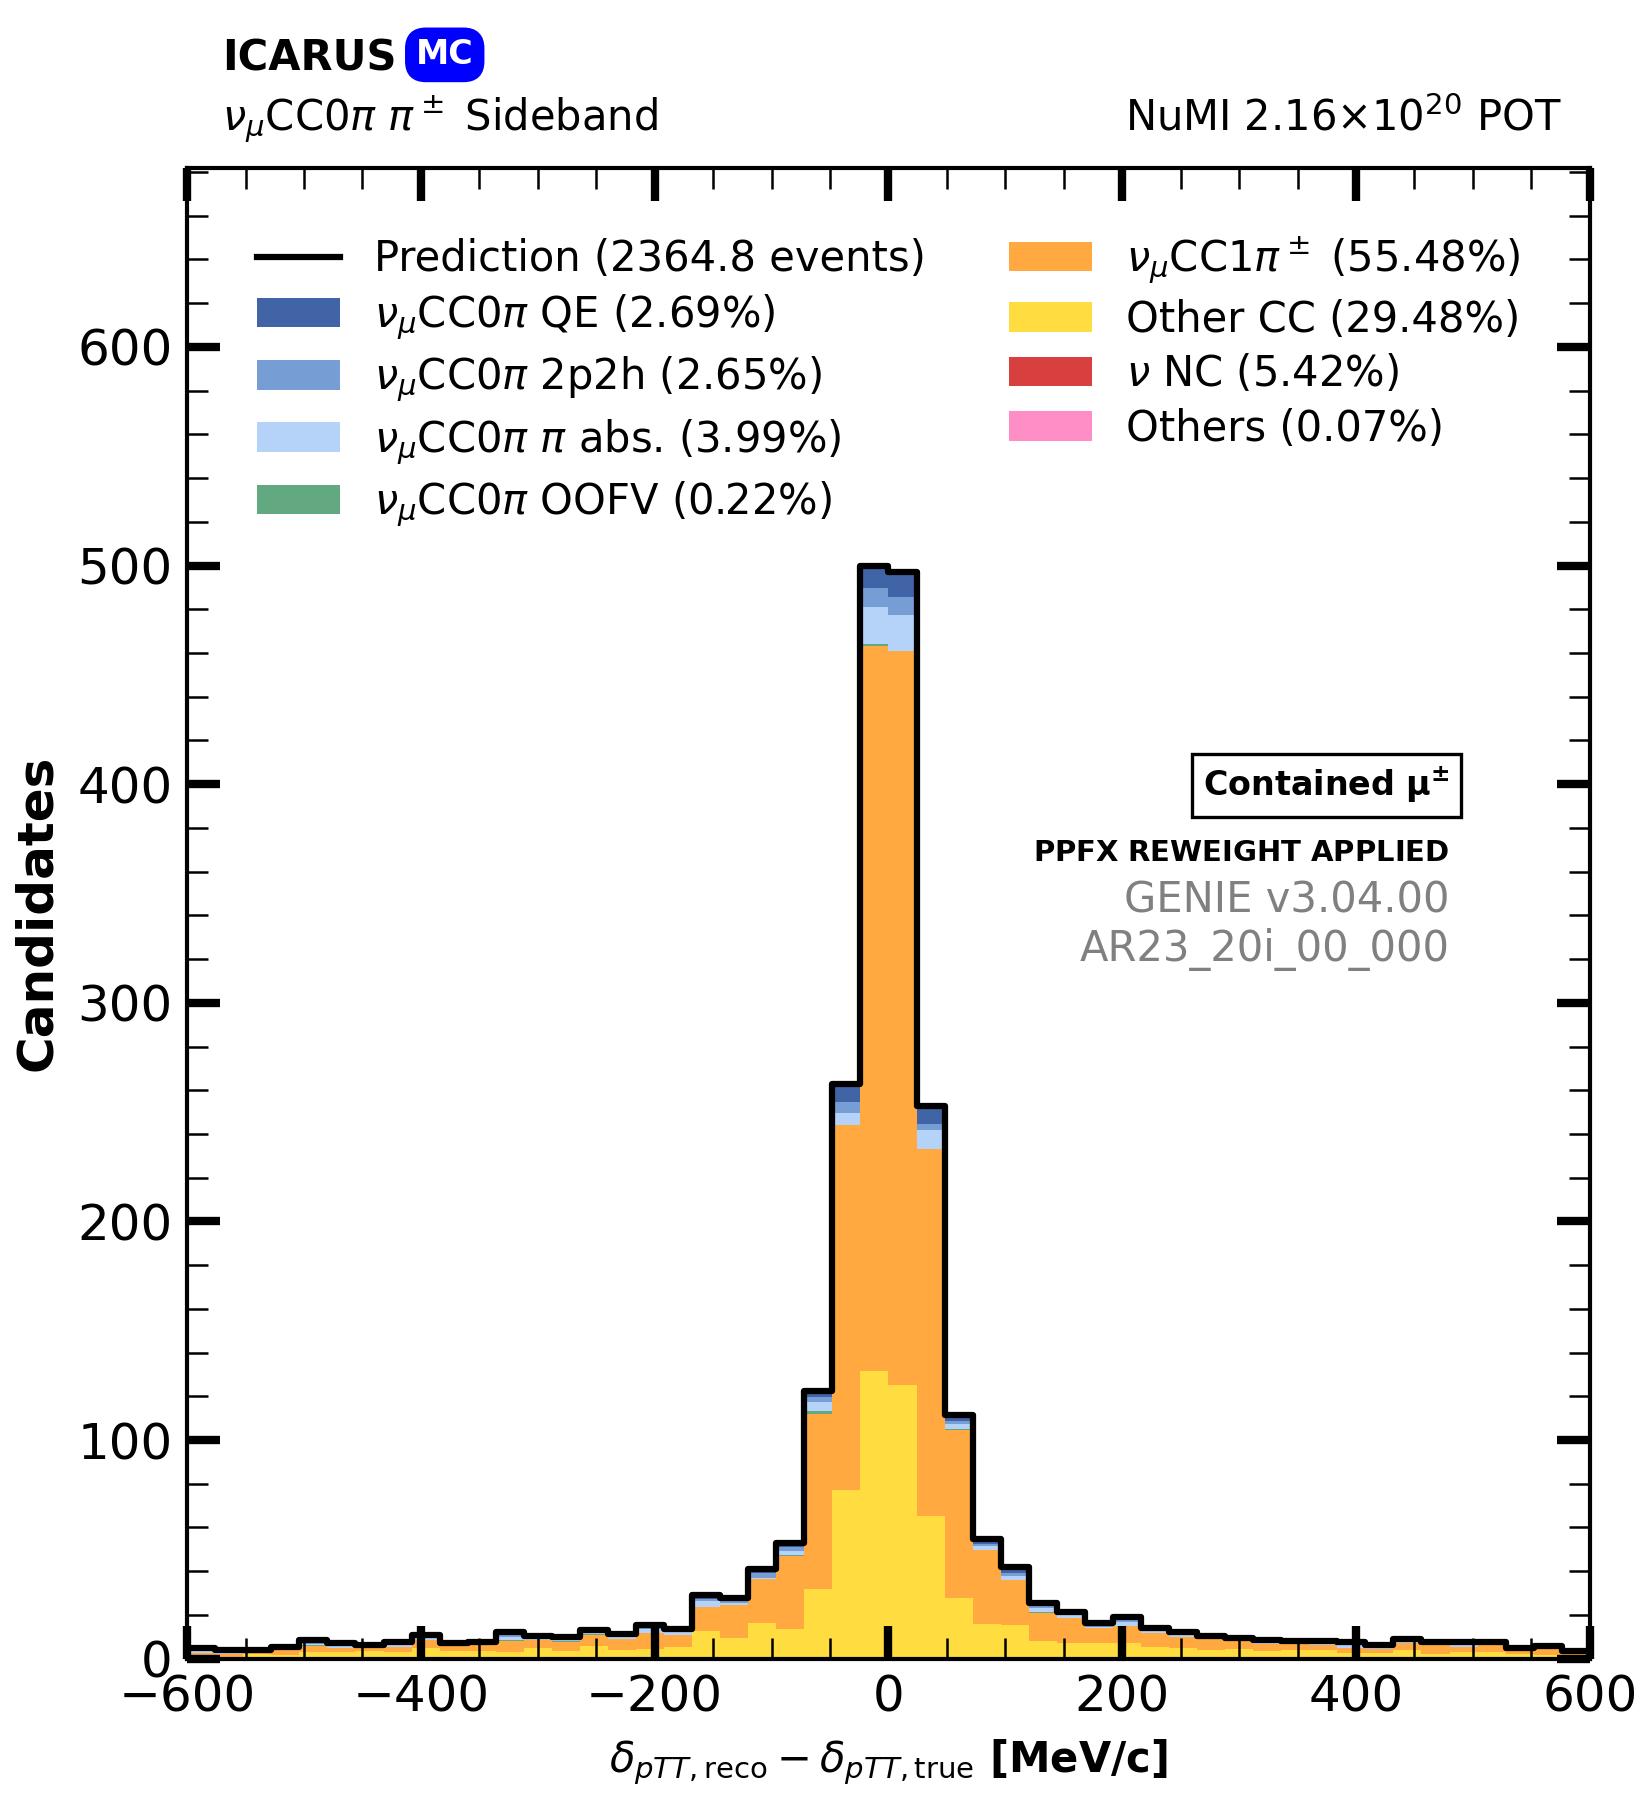 ICARUS MC
νμCC0π π± Sideband
NuMI 2.16×10²⁰ POT
Prediction (2364.8 events)
νμCC0π QE (2.69%)
νμCC0π 2p2h (2.65%)
νμCC0π π abs. (3.99%)
νμCC0π OOFV (0.22%)
νμCC1π± (55.48%)
Other CC (29.48%)
ν NC (5.42%)
Others (0.07%)
Contained μ±
PPFX REWEIGHT APPLIED
GENIE v3.04.00
AR23_20i_00_000
Candidates
600
500
400
300
200
100
0
−600 −400 −200 0 200 400 600
δpTT,reco − δpTT,true [MeV/c]